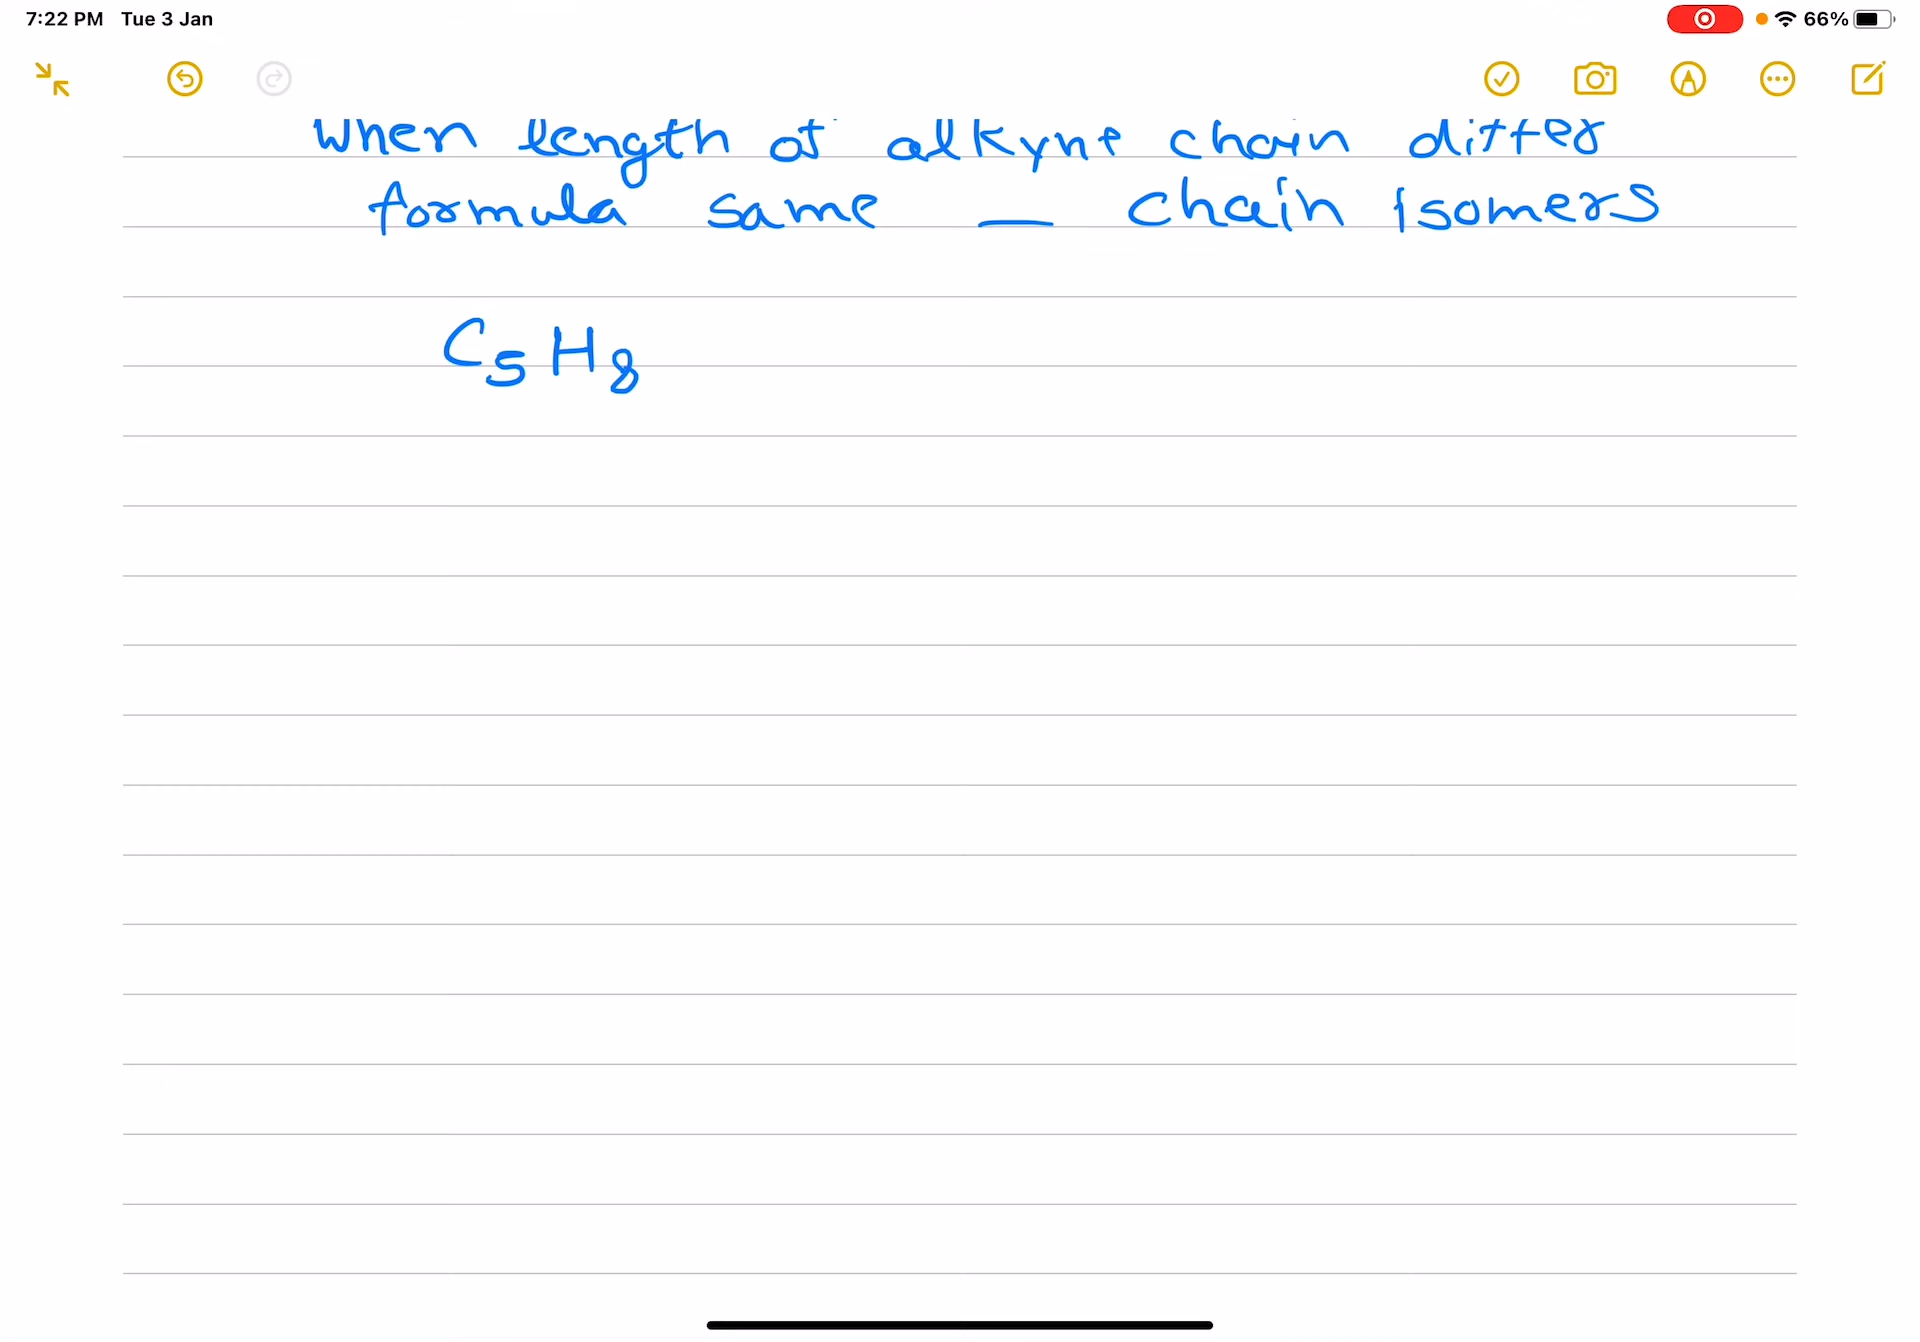 7:22 PM Tue 3 Jan 66%
When length of alkyne chain differ
formula same — chain isomers
C₅H₈